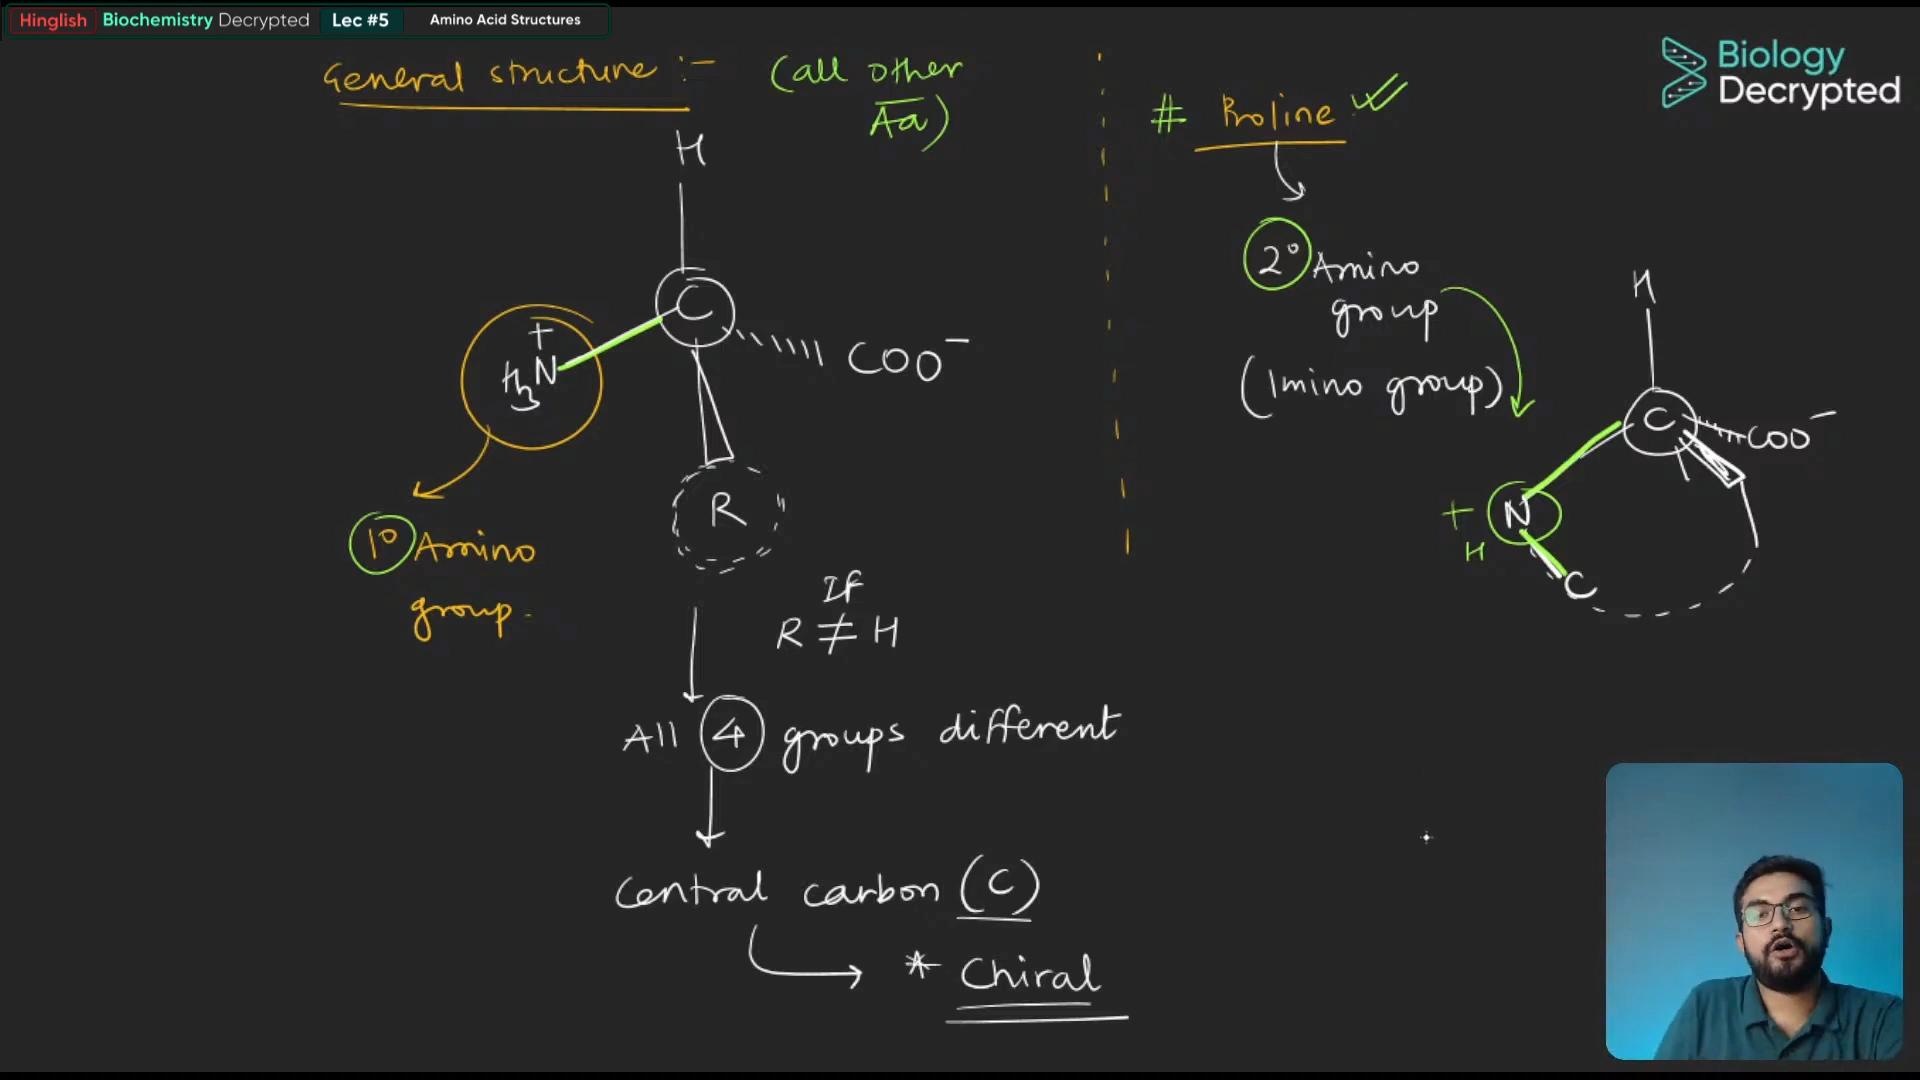 Hinglish Biochemistry Decrypted Lec #5 Amino Acid Structures
Biology
Decrypted
General structure :- (all other
Aa)
H
C
H3N+
COO-
R
1° Amino
group.
If
R ≠ H
All 4 groups different
Central carbon (C)
* Chiral
# Proline
2° Amino
group
(Imino group)
H
C
COO-
+ N
H
C